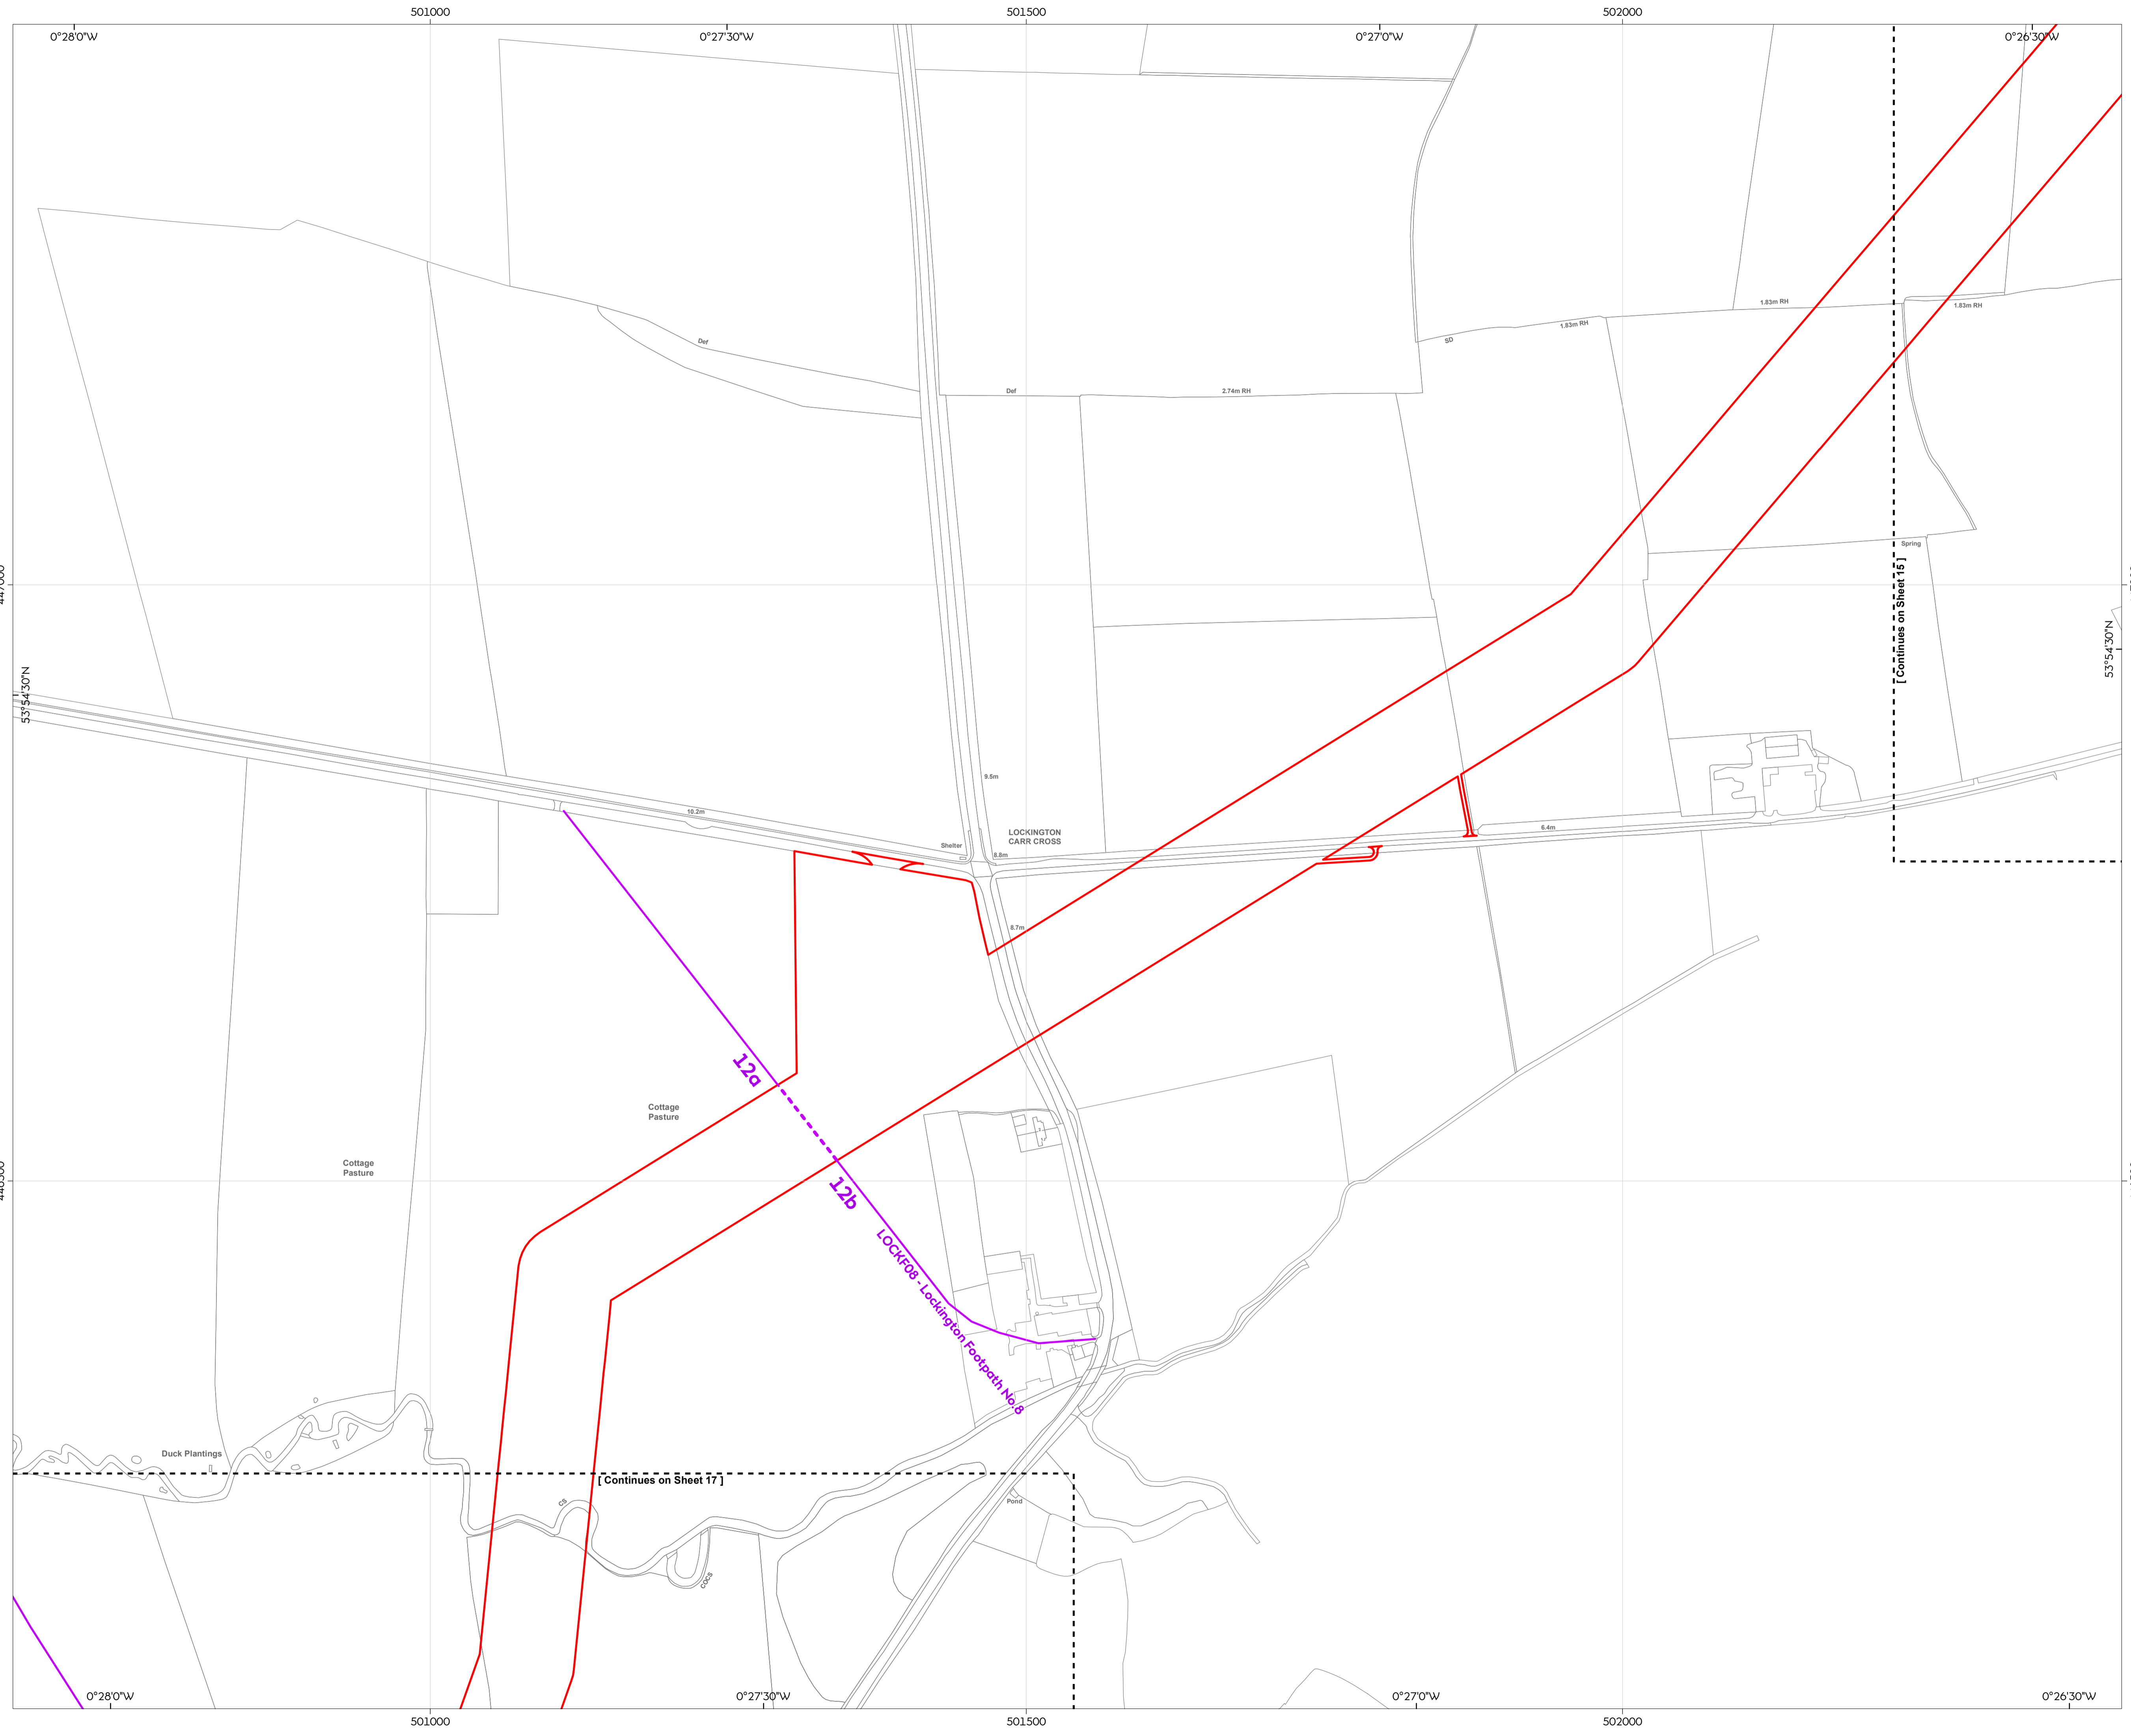 501000
501500
502000
0°28'0"W
0°27'30"W
0°27'0"W
0°26'30"W
1.83m RH
1.83m RH
1.83m RH
SD
Def
Def
2.74m RH
Spring
447000
[ Continues on Sheet 15 ]
53°54'30"N
53°54'30"N
9.5m
10.2m
LOCKINGTON
CARR CROSS
6.4m
Shelter
8.8m
8.7m
12a
Cottage
Pasture
Cottage
Pasture
12b
LOCKF08 - Lockington Footpath No.8
Duck Plantings
[ Continues on Sheet 17 ]
CS
Pond
COCS
0°28'0"W
0°27'30"W
0°27'0"W
0°26'30"W
501000
501500
502000